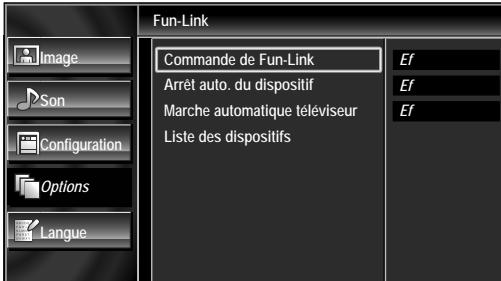 Fun-Link
Image
Son
Configuration
Options
Langue
Commande de Fun-Link Ef
Arrêt auto. du dispositif Ef
Marche automatique téléviseur Ef
Liste des dispositifs